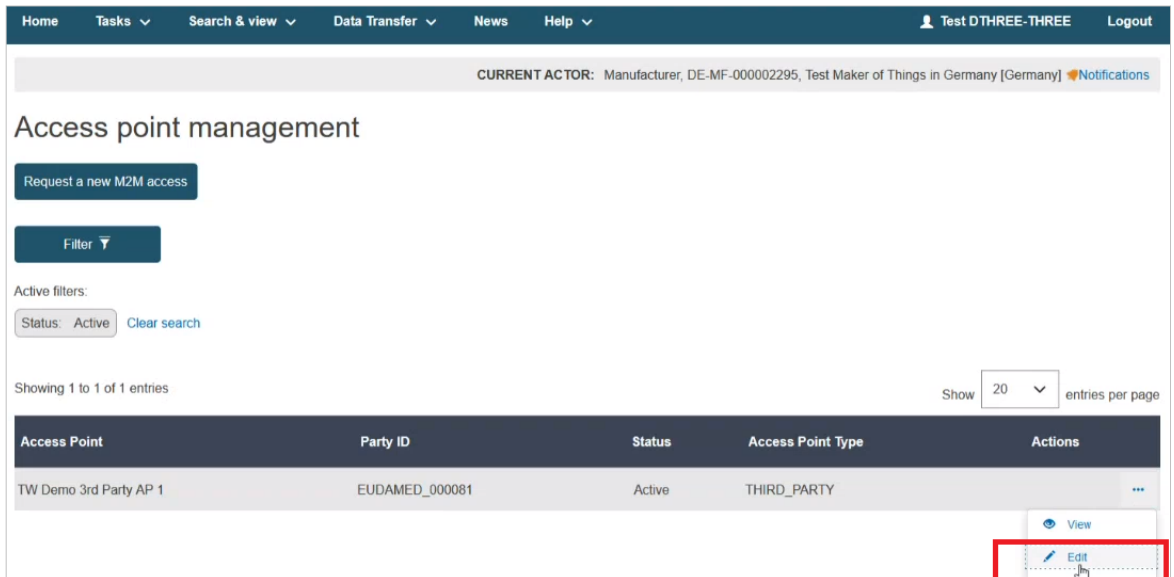 Home Tasks Search & view Data Transfer News Help Test DTHREE-THREE Logout
CURRENT ACTOR: Manufacturer, DE-MF-000002295, Test Maker of Things in Germany [Germany] Notifications
Access point management
Request a new M2M access
Filter
Active filters:
Status: Active Clear search
Showing 1 to 1 of 1 entries Show 20 entries per page
Access Point Party ID Status Access Point Type Actions
TW Demo 3rd Party AP 1 EUDAMED_000081 Active THIRD_PARTY ...
View
Edit